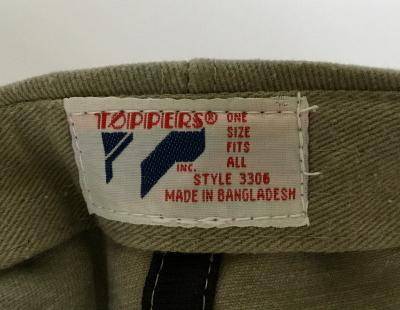 TOPPERS® ONE
SIZE
FITS
INC. ALL
STYLE 3306
MADE IN BANGLADESH